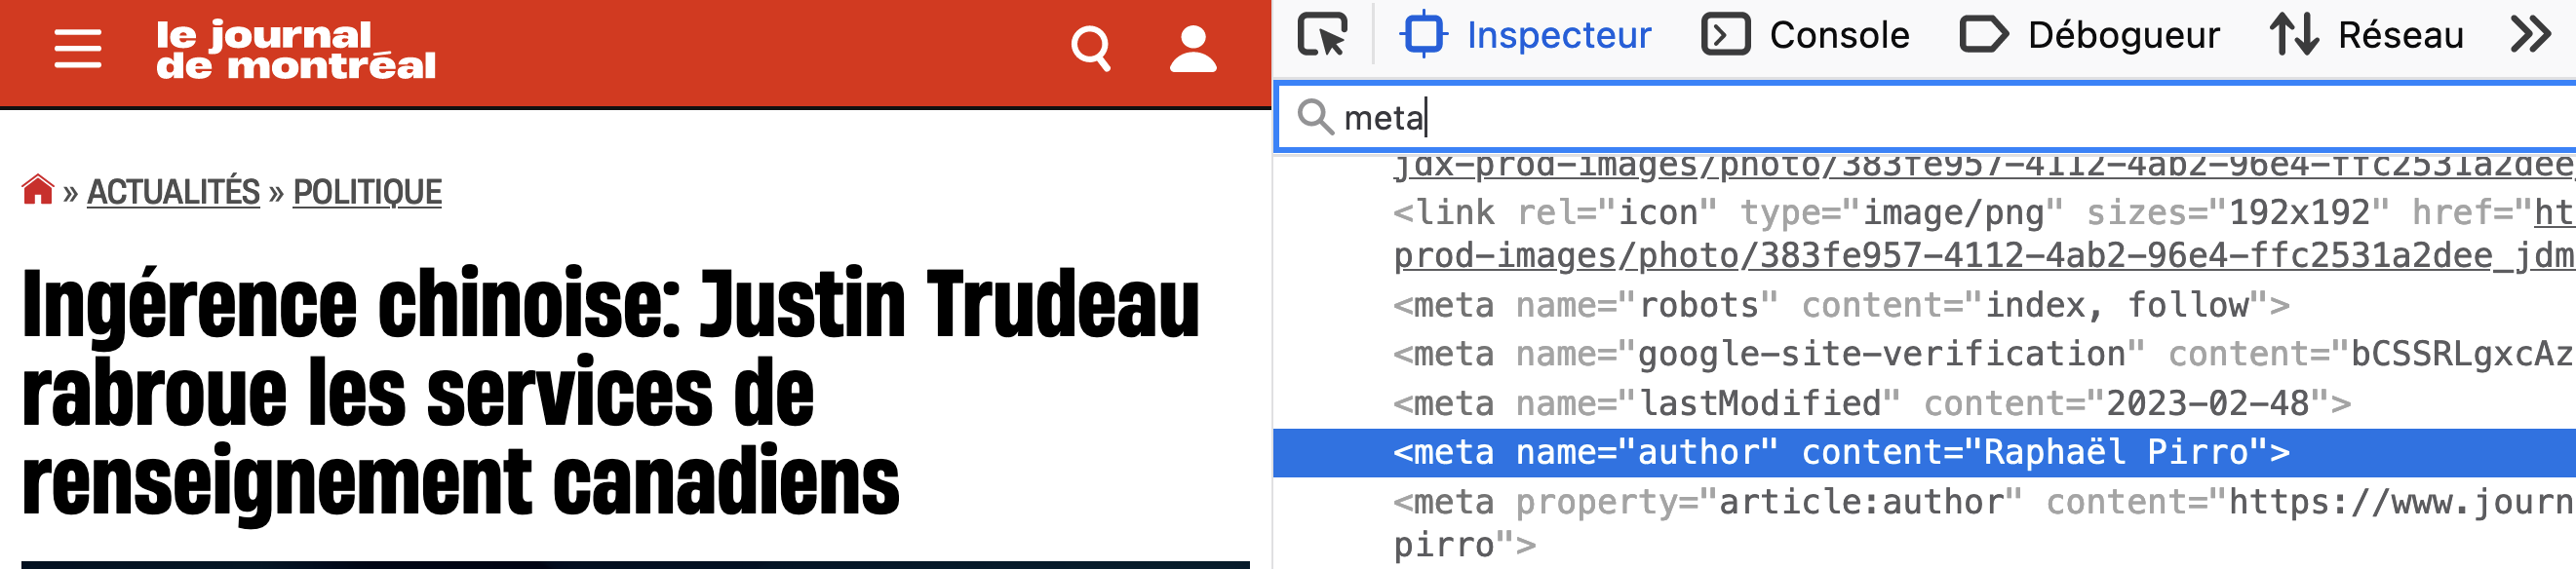 le journal
de montréal
» ACTUALITÉS » POLITIQUE
Ingérence chinoise: Justin Trudeau
rabroue les services de
renseignement canadiens
Inspecteur Console Débogueur Réseau
meta
jdx-prod-images/photo/383fe957-4112-4ab2-96e4-ffc2531a2dee
<link rel="icon" type="image/png" sizes="192x192" href="ht
prod-images/photo/383fe957-4112-4ab2-96e4-ffc2531a2dee_jdm
<meta name="robots" content="index, follow">
<meta name="google-site-verification" content="bCSSRLgxcAz
<meta name="lastModified" content="2023-02-48">
<meta name="author" content="Raphaël Pirro">
<meta property="article:author" content="https://www.journ
pirro">